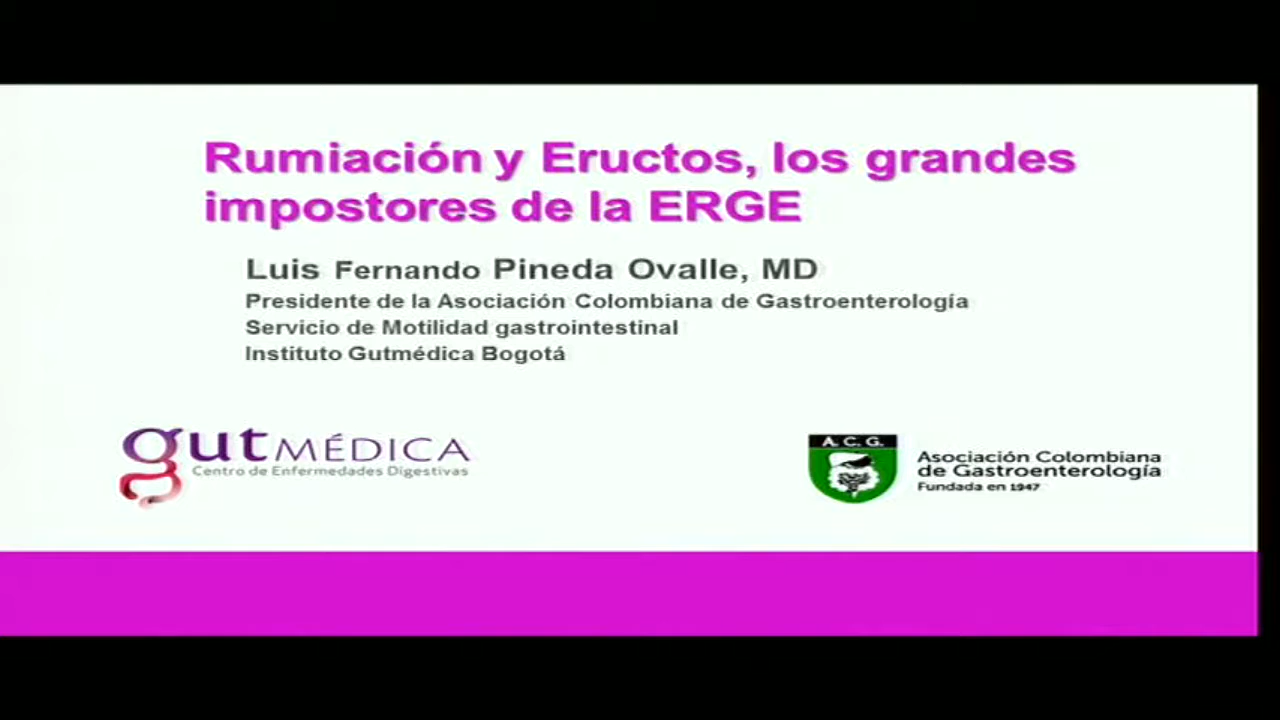 Rumiación y Eructos, los grandes
impostores de la ERGE
Luis Fernando Pineda Ovalle, MD
Presidente de la Asociación Colombiana de Gastroenterología
Servicio de Motilidad gastrointestinal
Instituto Gutmédica Bogotá
gutMÉDICA
Centro de Enfermedades Digestivas
A. C. G.
Asociación Colombiana
de Gastroenterología
Fundada en 1947